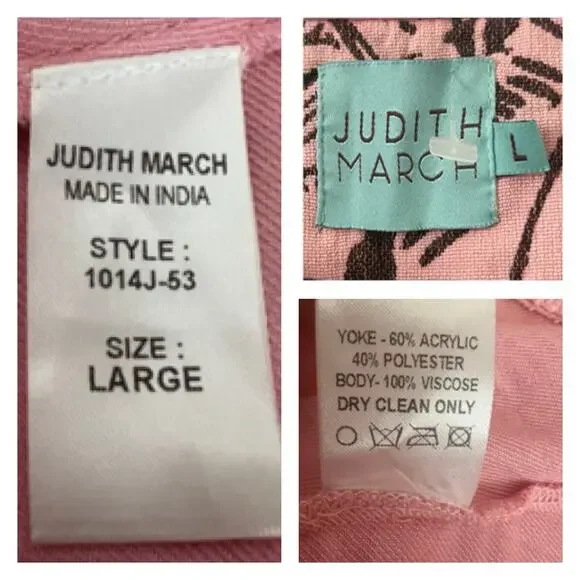 JUDITH MARCH
MADE IN INDIA
STYLE :
1014J-53
SIZE :
LARGE
JUDITH
MARCH
L
YOKE - 60% ACRYLIC
40% POLYESTER
BODY- 100% VISCOSE
DRY CLEAN ONLY